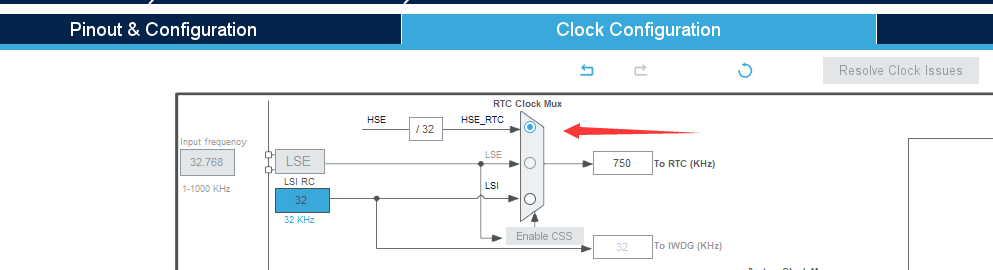 Pinout & Configuration
Clock Configuration
Resolve Clock Issues
RTC Clock Mux
HSE
/ 32
HSE_RTC
Input frequency
32.768
1-1000 KHz
LSE
LSE
750
To RTC (KHz)
LSI RC
32
32 KHz
LSI
Enable CSS
32
To IWDG (KHz)